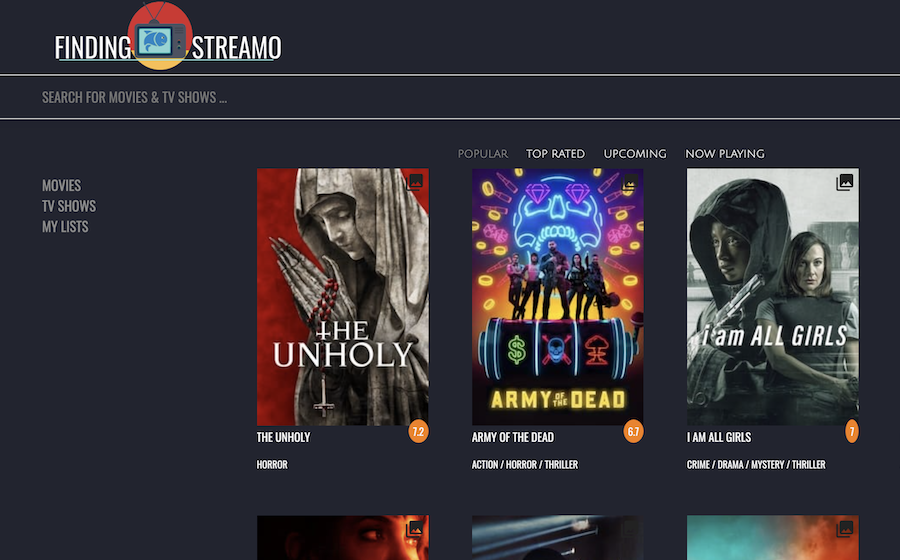 FINDING STREAMO
SEARCH FOR MOVIES & TV SHOWS ...
POPULAR TOP RATED UPCOMING NOW PLAYING
MOVIES
TV SHOWS
MY LISTS
THE
UNHOLY
ARMY OF THE DEAD
i am ALL GIRLS
7.2
6.7
7
THE UNHOLY
ARMY OF THE DEAD
I AM ALL GIRLS
HORROR
ACTION / HORROR / THRILLER
CRIME / DRAMA / MYSTERY / THRILLER